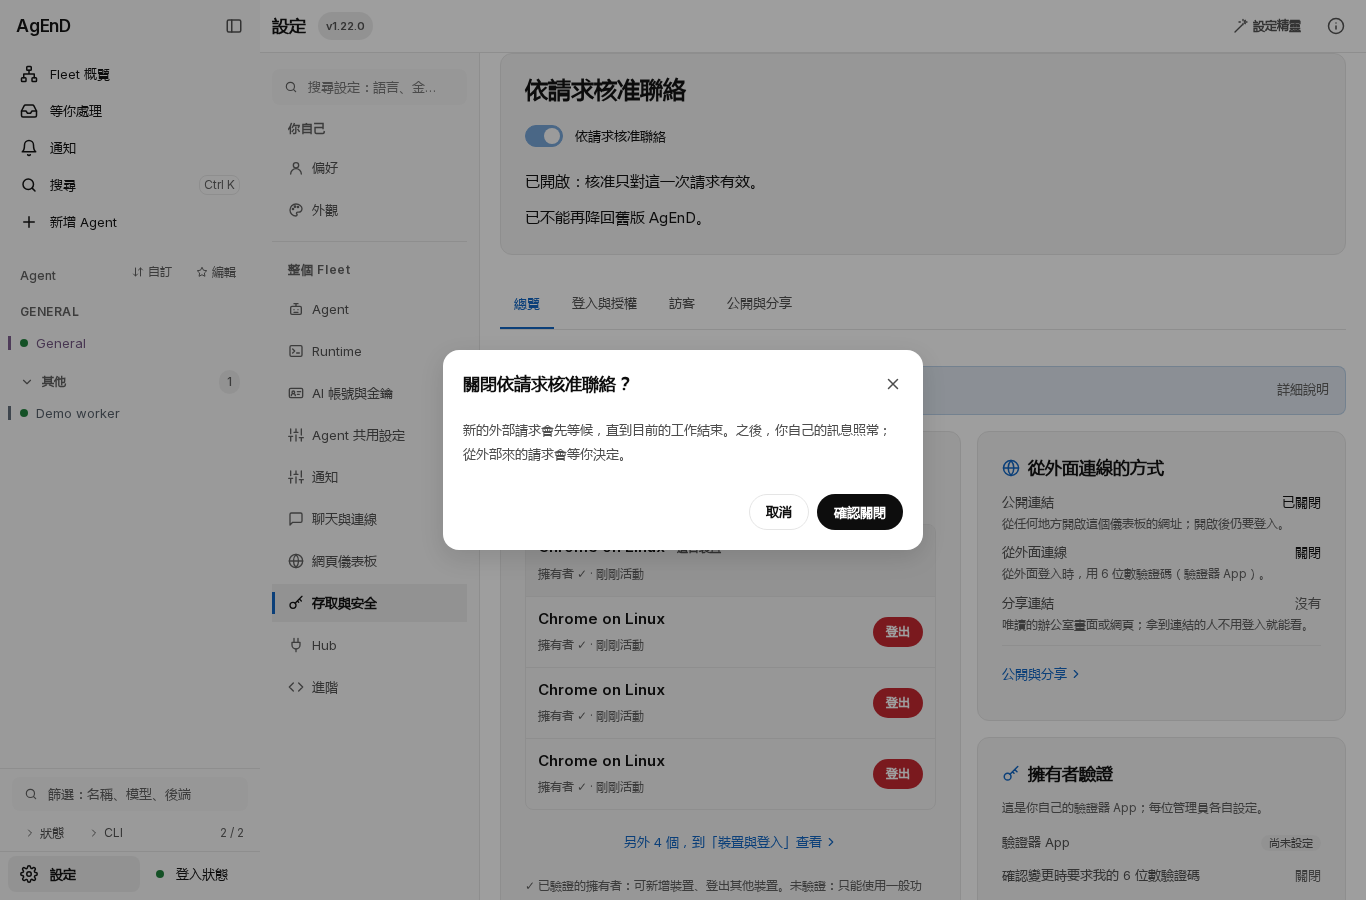 AgEnD
Fleet 概覽
等你處理
通知
搜尋
Ctrl K
新增 Agent
Agent
自訂
編輯
GENERAL
General
其他
1
Demo worker
篩選：名稱、模型、後端
狀態
CLI
2 / 2
設定
登入狀態
設定
v1.22.0
設定精靈
搜尋設定：語言、金…
你自己
偏好
外觀
整個 Fleet
Agent
Runtime
AI 帳號與金鑰
Agent 共用設定
通知
聊天與連線
網頁儀表板
存取與安全
Hub
進階
依請求核准聯絡
依請求核准聯絡
已開啟：核准只對這一次請求有效。
已不能再降回舊版 AgEnD。
總覽
登入與授權
訪客
公開與分享
詳細說明
關閉依請求核准聯絡？
新的外部請求會先等候，直到目前的工作結束。之後，你自己的訊息照常；
從外部來的請求會等你決定。
取消
確認關閉
擁有者 ✓ · 剛剛活動
Chrome on Linux
擁有者 ✓ · 剛剛活動
登出
Chrome on Linux
擁有者 ✓ · 剛剛活動
登出
Chrome on Linux
擁有者 ✓ · 剛剛活動
登出
另外 4 個，到「裝置與登入」查看
✓ 已驗證的擁有者：可新增裝置、登出其他裝置。未驗證：只能使用一般功
從外面連線的方式
公開連結
已關閉
從任何地方開啟這個儀表板的網址；開啟後仍要登入。
從外面連線
關閉
從外面登入時，用 6 位數驗證碼（驗證器 App）。
分享連結
沒有
唯讀的辦公室畫面或網頁；拿到連結的人不用登入就能看。
公開與分享
擁有者驗證
這是你自己的驗證器 App；每位管理員各自設定。
驗證器 App
尚未設定
確認變更時要求我的 6 位數驗證碼
關閉